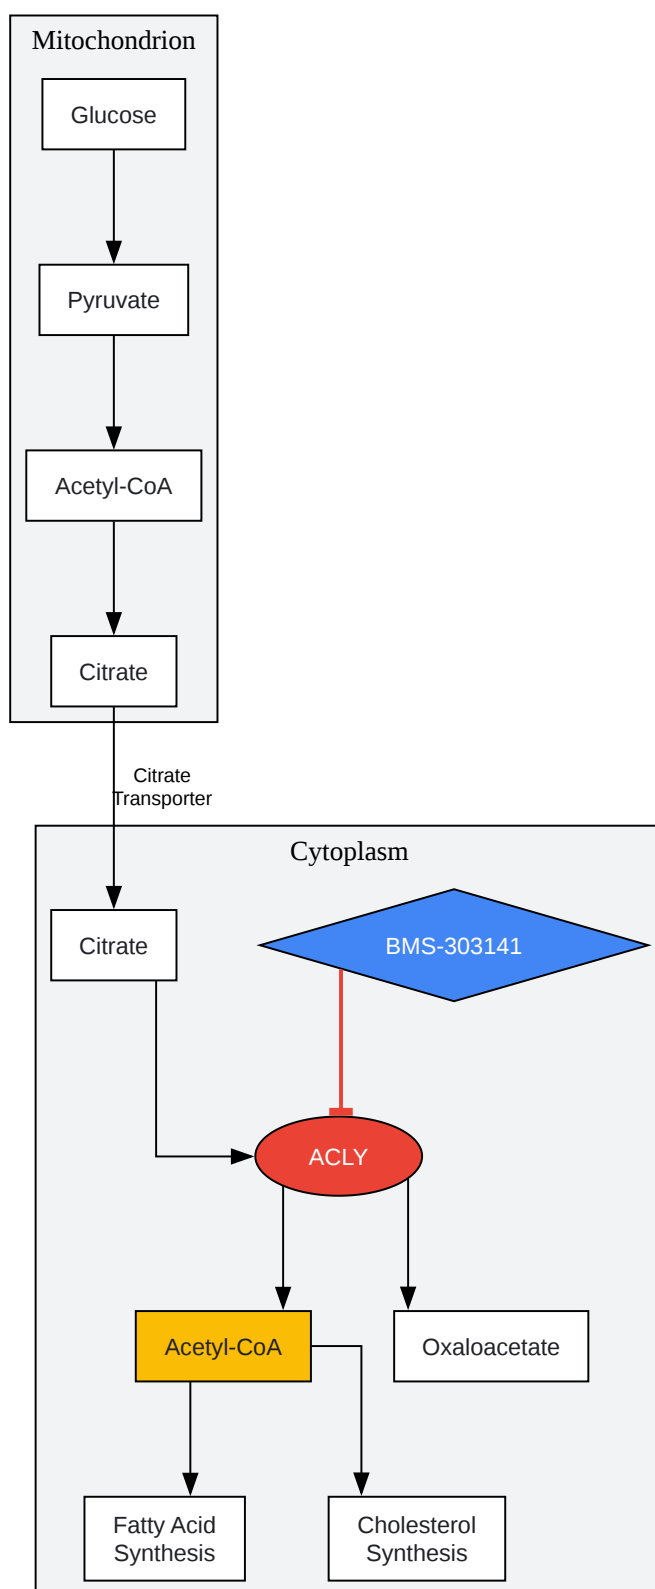 Mitochondrion
Glucose
Pyruvate
Acetyl-CoA
Citrate
Citrate
Transporter
Cytoplasm
Citrate
BMS-303141
ACLY
Acetyl-CoA
Oxaloacetate
Fatty Acid
Synthesis
Cholesterol
Synthesis